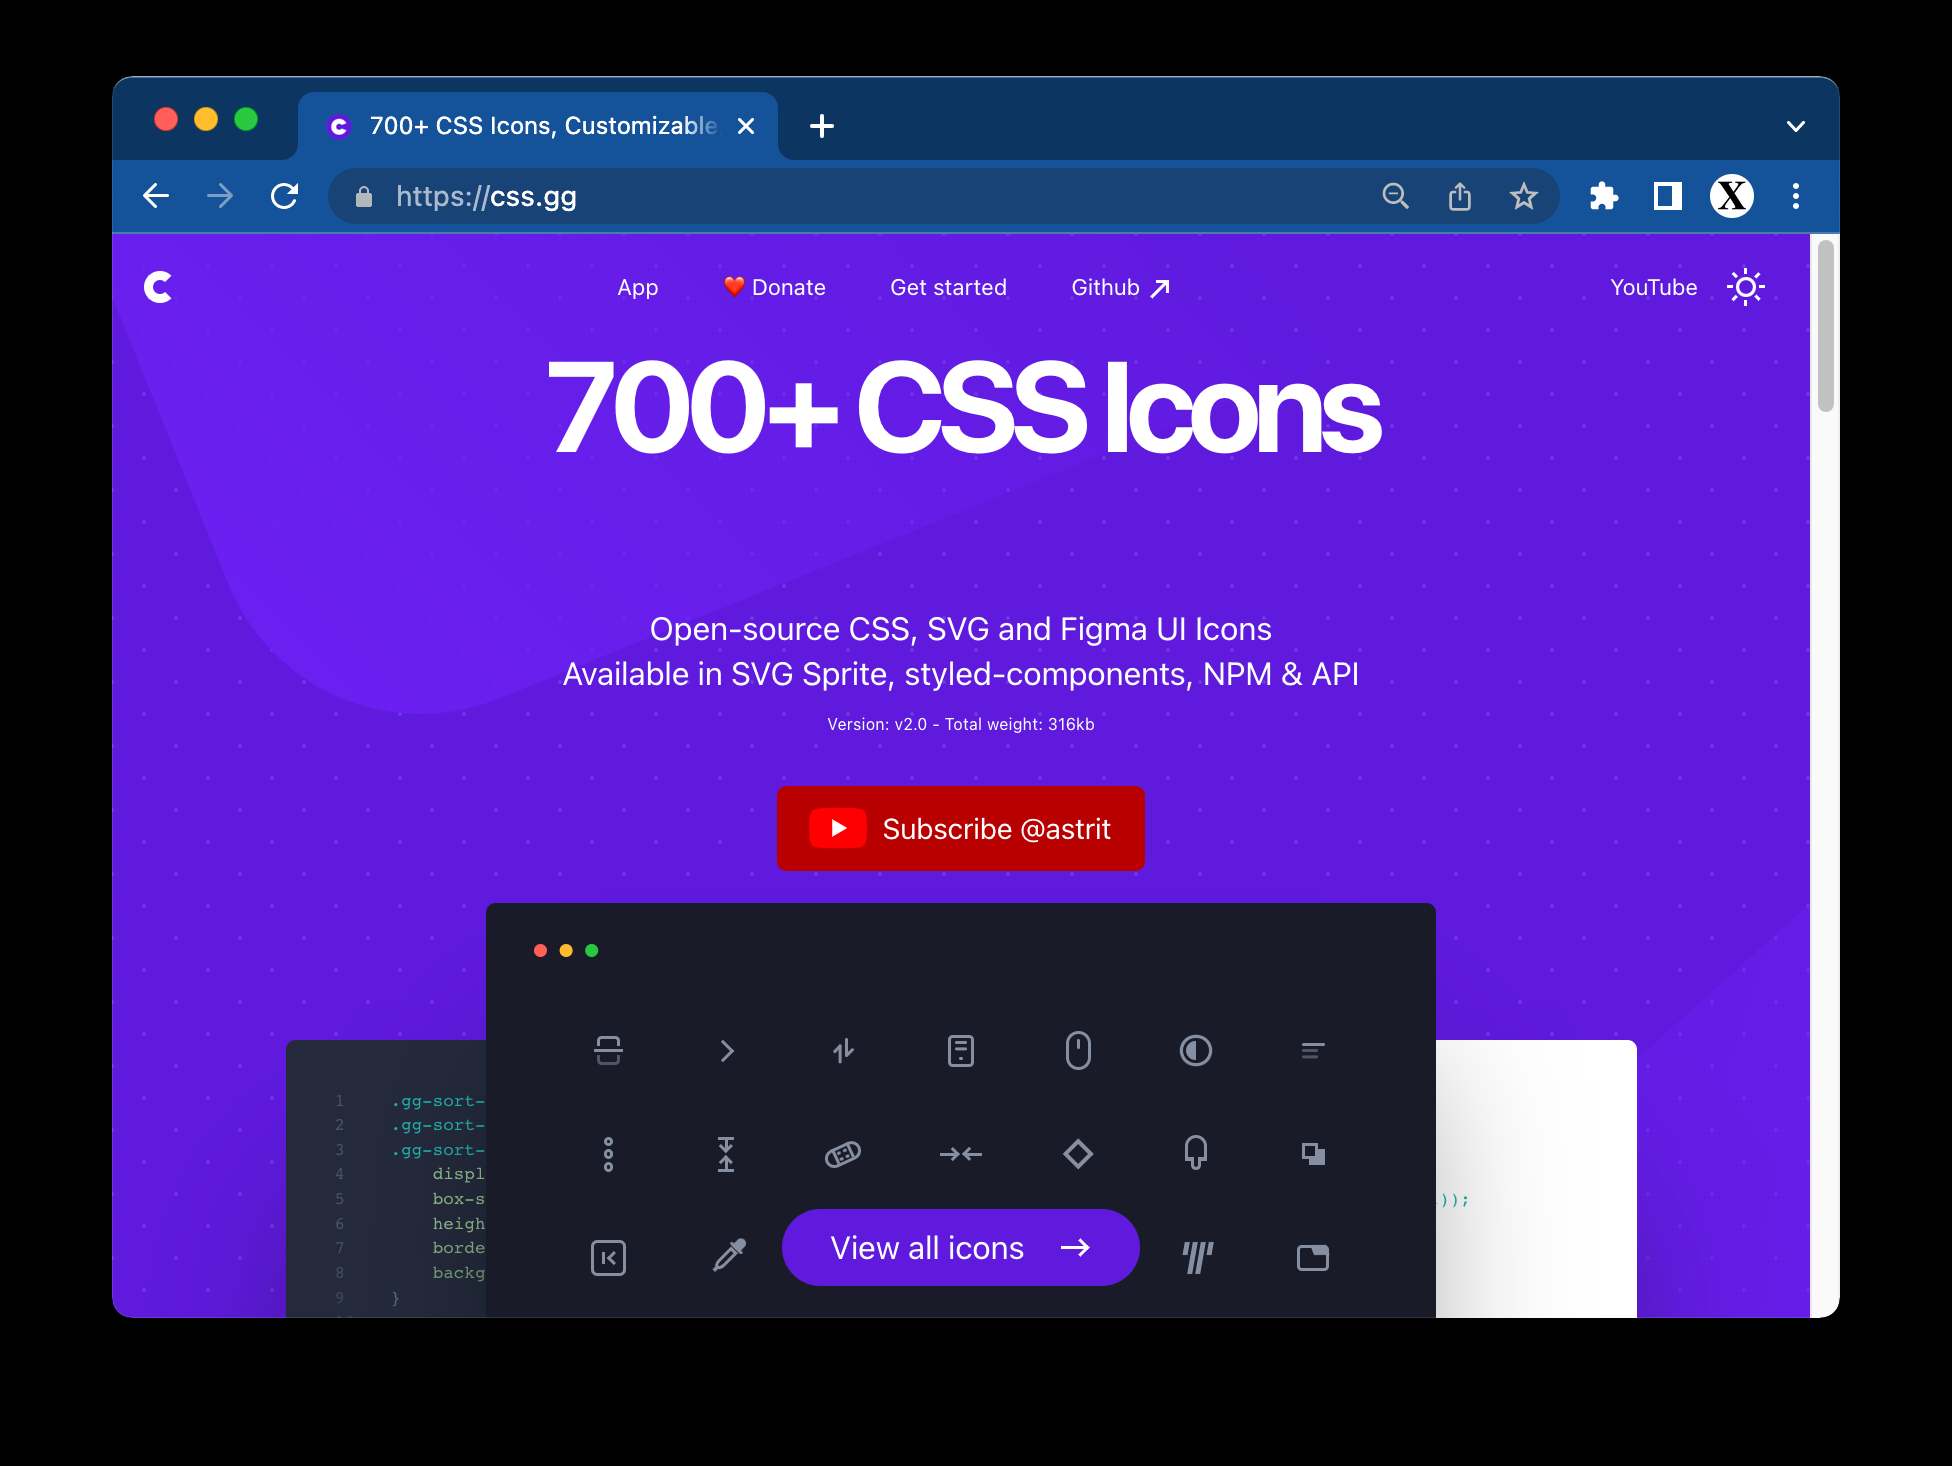 700+ CSS Icons, Customizable
https://css.gg
App
❤️ Donate
Get started
Github
YouTube
700+ CSS Icons
Open-source CSS, SVG and Figma UI Icons
Available in SVG Sprite, styled-components, NPM & API
Version: v2.0 - Total weight: 316kb
Subscribe @astrit
1 .gg-sort-
2 .gg-sort-
3 .gg-sort-
4 displ
5 box-s
6 heigh
7 borde
8 backg
9 }
));
View all icons